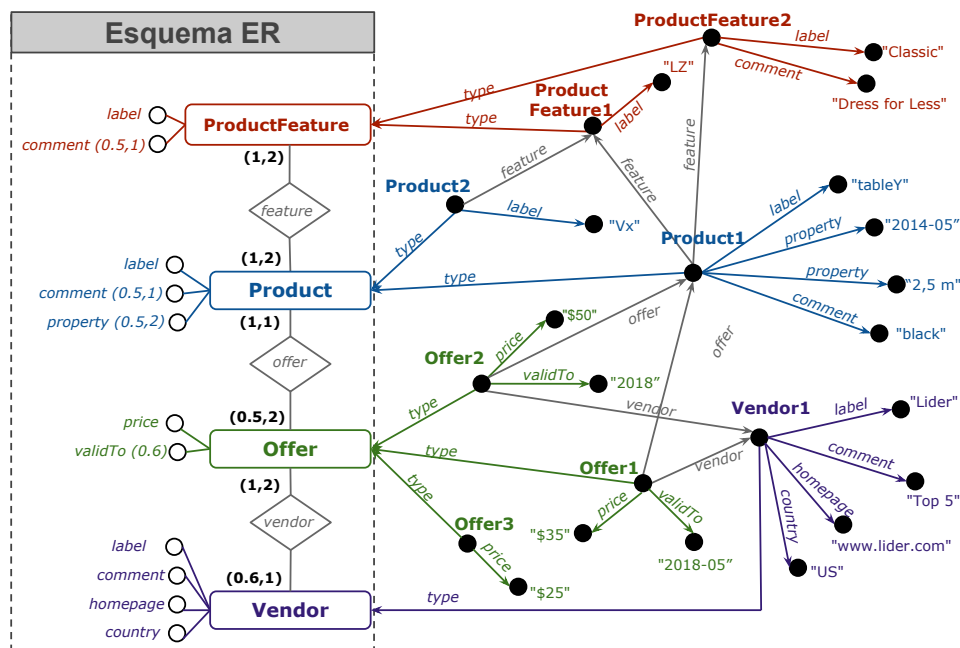 Esquema ER
ProductFeature2
label
"Classic"
comment
"Dress for Less"
type
"LZ"
Product
Feature1
label
type
label
comment (0.5,1)
ProductFeature
(1,2)
feature
feature
feature
feature
Product2
label
"Vx"
type
label
"tableY"
property
"2014-05”
Product1
(1,2)
label
comment (0.5,1)
property (0.5,2)
Product
type
property
“2,5 m"
comment
"black"
(1,1)
offer
offer
offer
"$50"
price
Offer2
validTo
"2018”
type
vendor
(0.5,2)
price
validTo (0.6)
Offer
type
Vendor1
label
"Lider"
comment
"Top 5"
homepage
"www.lider.com"
country
"US"
Offer1
vendor
price
"$35"
validTo
"2018-05”
(1,2)
vendor
type
Offer3
price
"$25"
(0.6,1)
label
comment
homepage
country
Vendor
type